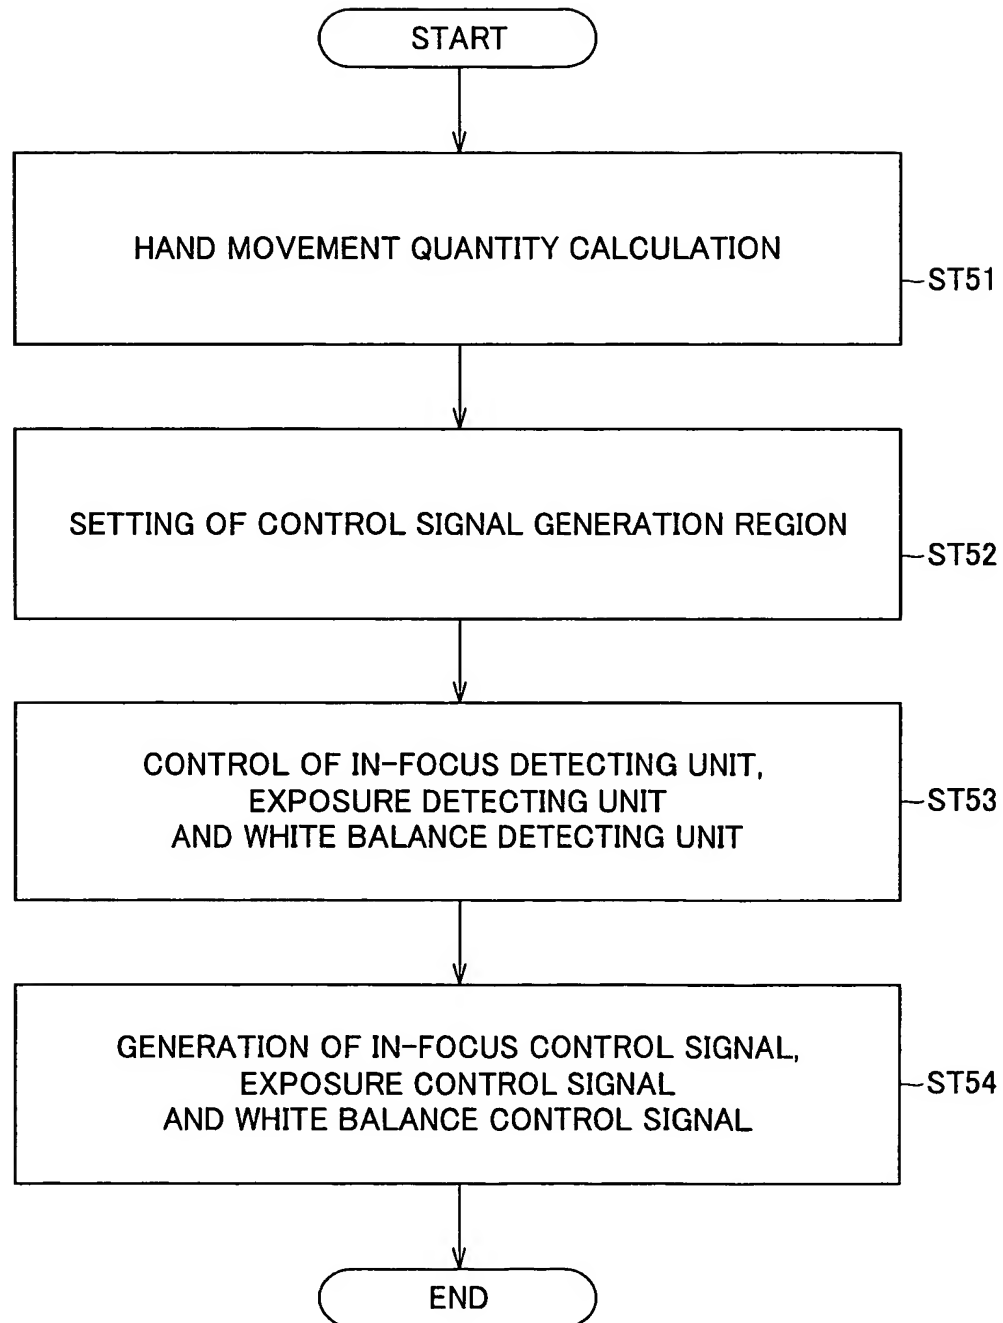 START
HAND MOVEMENT QUANTITY CALCULATION
ST51
SETTING OF CONTROL SIGNAL GENERATION REGION
ST52
CONTROL OF IN-FOCUS DETECTING UNIT,
EXPOSURE DETECTING UNIT
AND WHITE BALANCE DETECTING UNIT
ST53
GENERATION OF IN-FOCUS CONTROL SIGNAL,
EXPOSURE CONTROL SIGNAL
AND WHITE BALANCE CONTROL SIGNAL
ST54
END